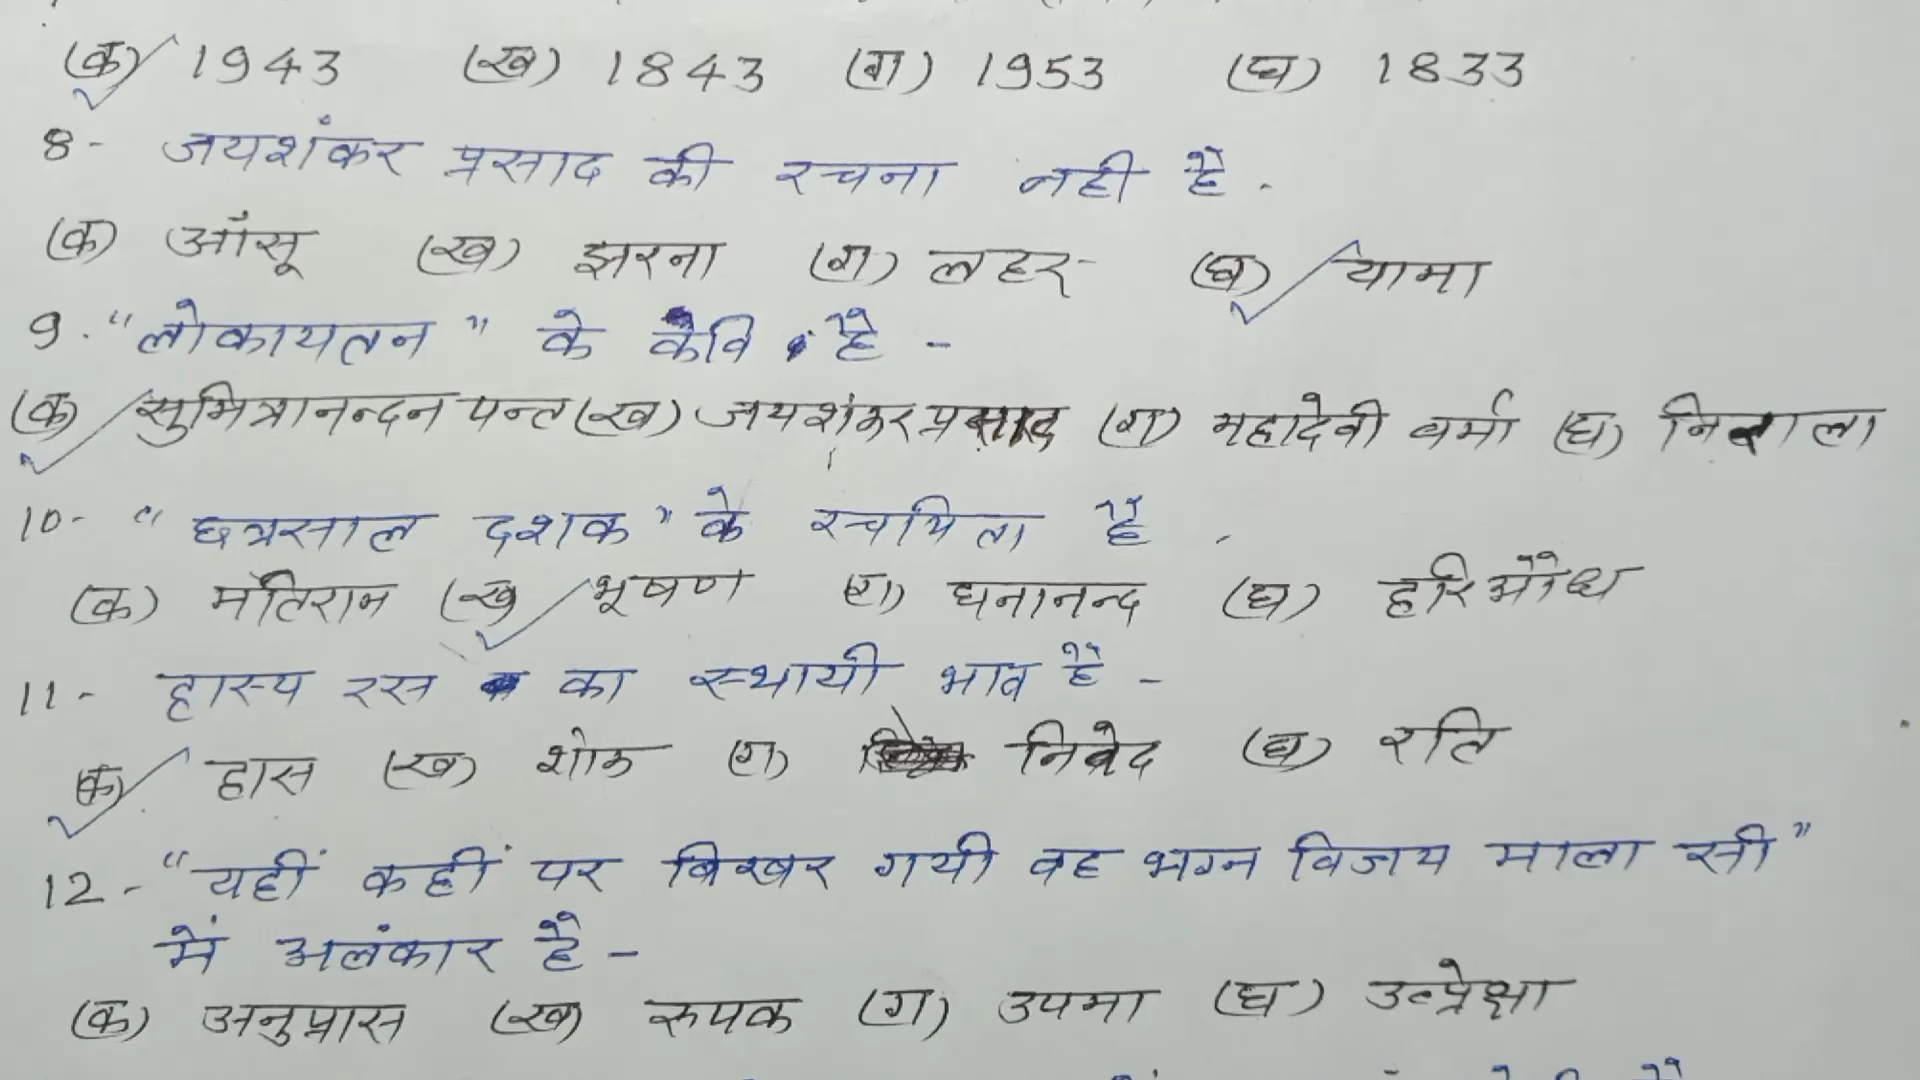 (क) 1943 (ख) 1843 (ग) 1953 (घ) 1833
8- जयशंकर प्रसाद की रचना नही है -
(क) आँसू (ख) झरना (ग) लहर (घ) यामा
9. "लोकायतन" के कवि है -
(क) सुमित्रानन्दन पन्त (ख) जयशंकर प्रसाद (ग) महादेवी वर्मा (घ) निराला
10- "छत्रसाल दशक" के रचयिता है -
(क) मतिराम (ख) भूषण (ग) घनानन्द (घ) हरिऔध
11- हास्य रस का स्थायी भाव है -
(क) हास (ख) शोक (ग) निवेद (घ) रति
12- "यहीं कहीं पर बिखर गयी वह भग्न विजय माला सी"
में अलंकार है -
(क) अनुप्रास (ख) रूपक (ग) उपमा (घ) उत्प्रेक्षा